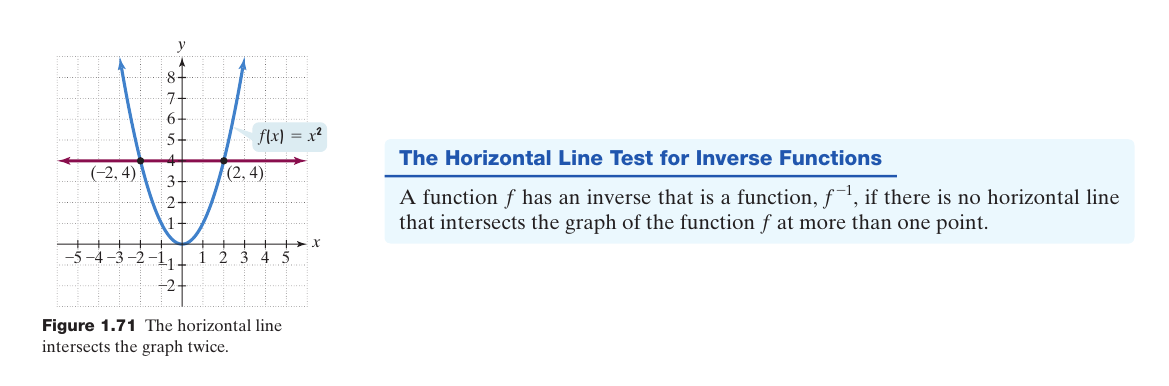 y
8
7
6
f(x) = x²
5
4
(−2, 4)
(2, 4)
3
2
1
x
−5 −4 −3 −2 −1
1 2 3 4 5
−1
−2
Figure 1.71 The horizontal line
intersects the graph twice.
The Horizontal Line Test for Inverse Functions
A function f has an inverse that is a function, f⁻¹, if there is no horizontal line
that intersects the graph of the function f at more than one point.